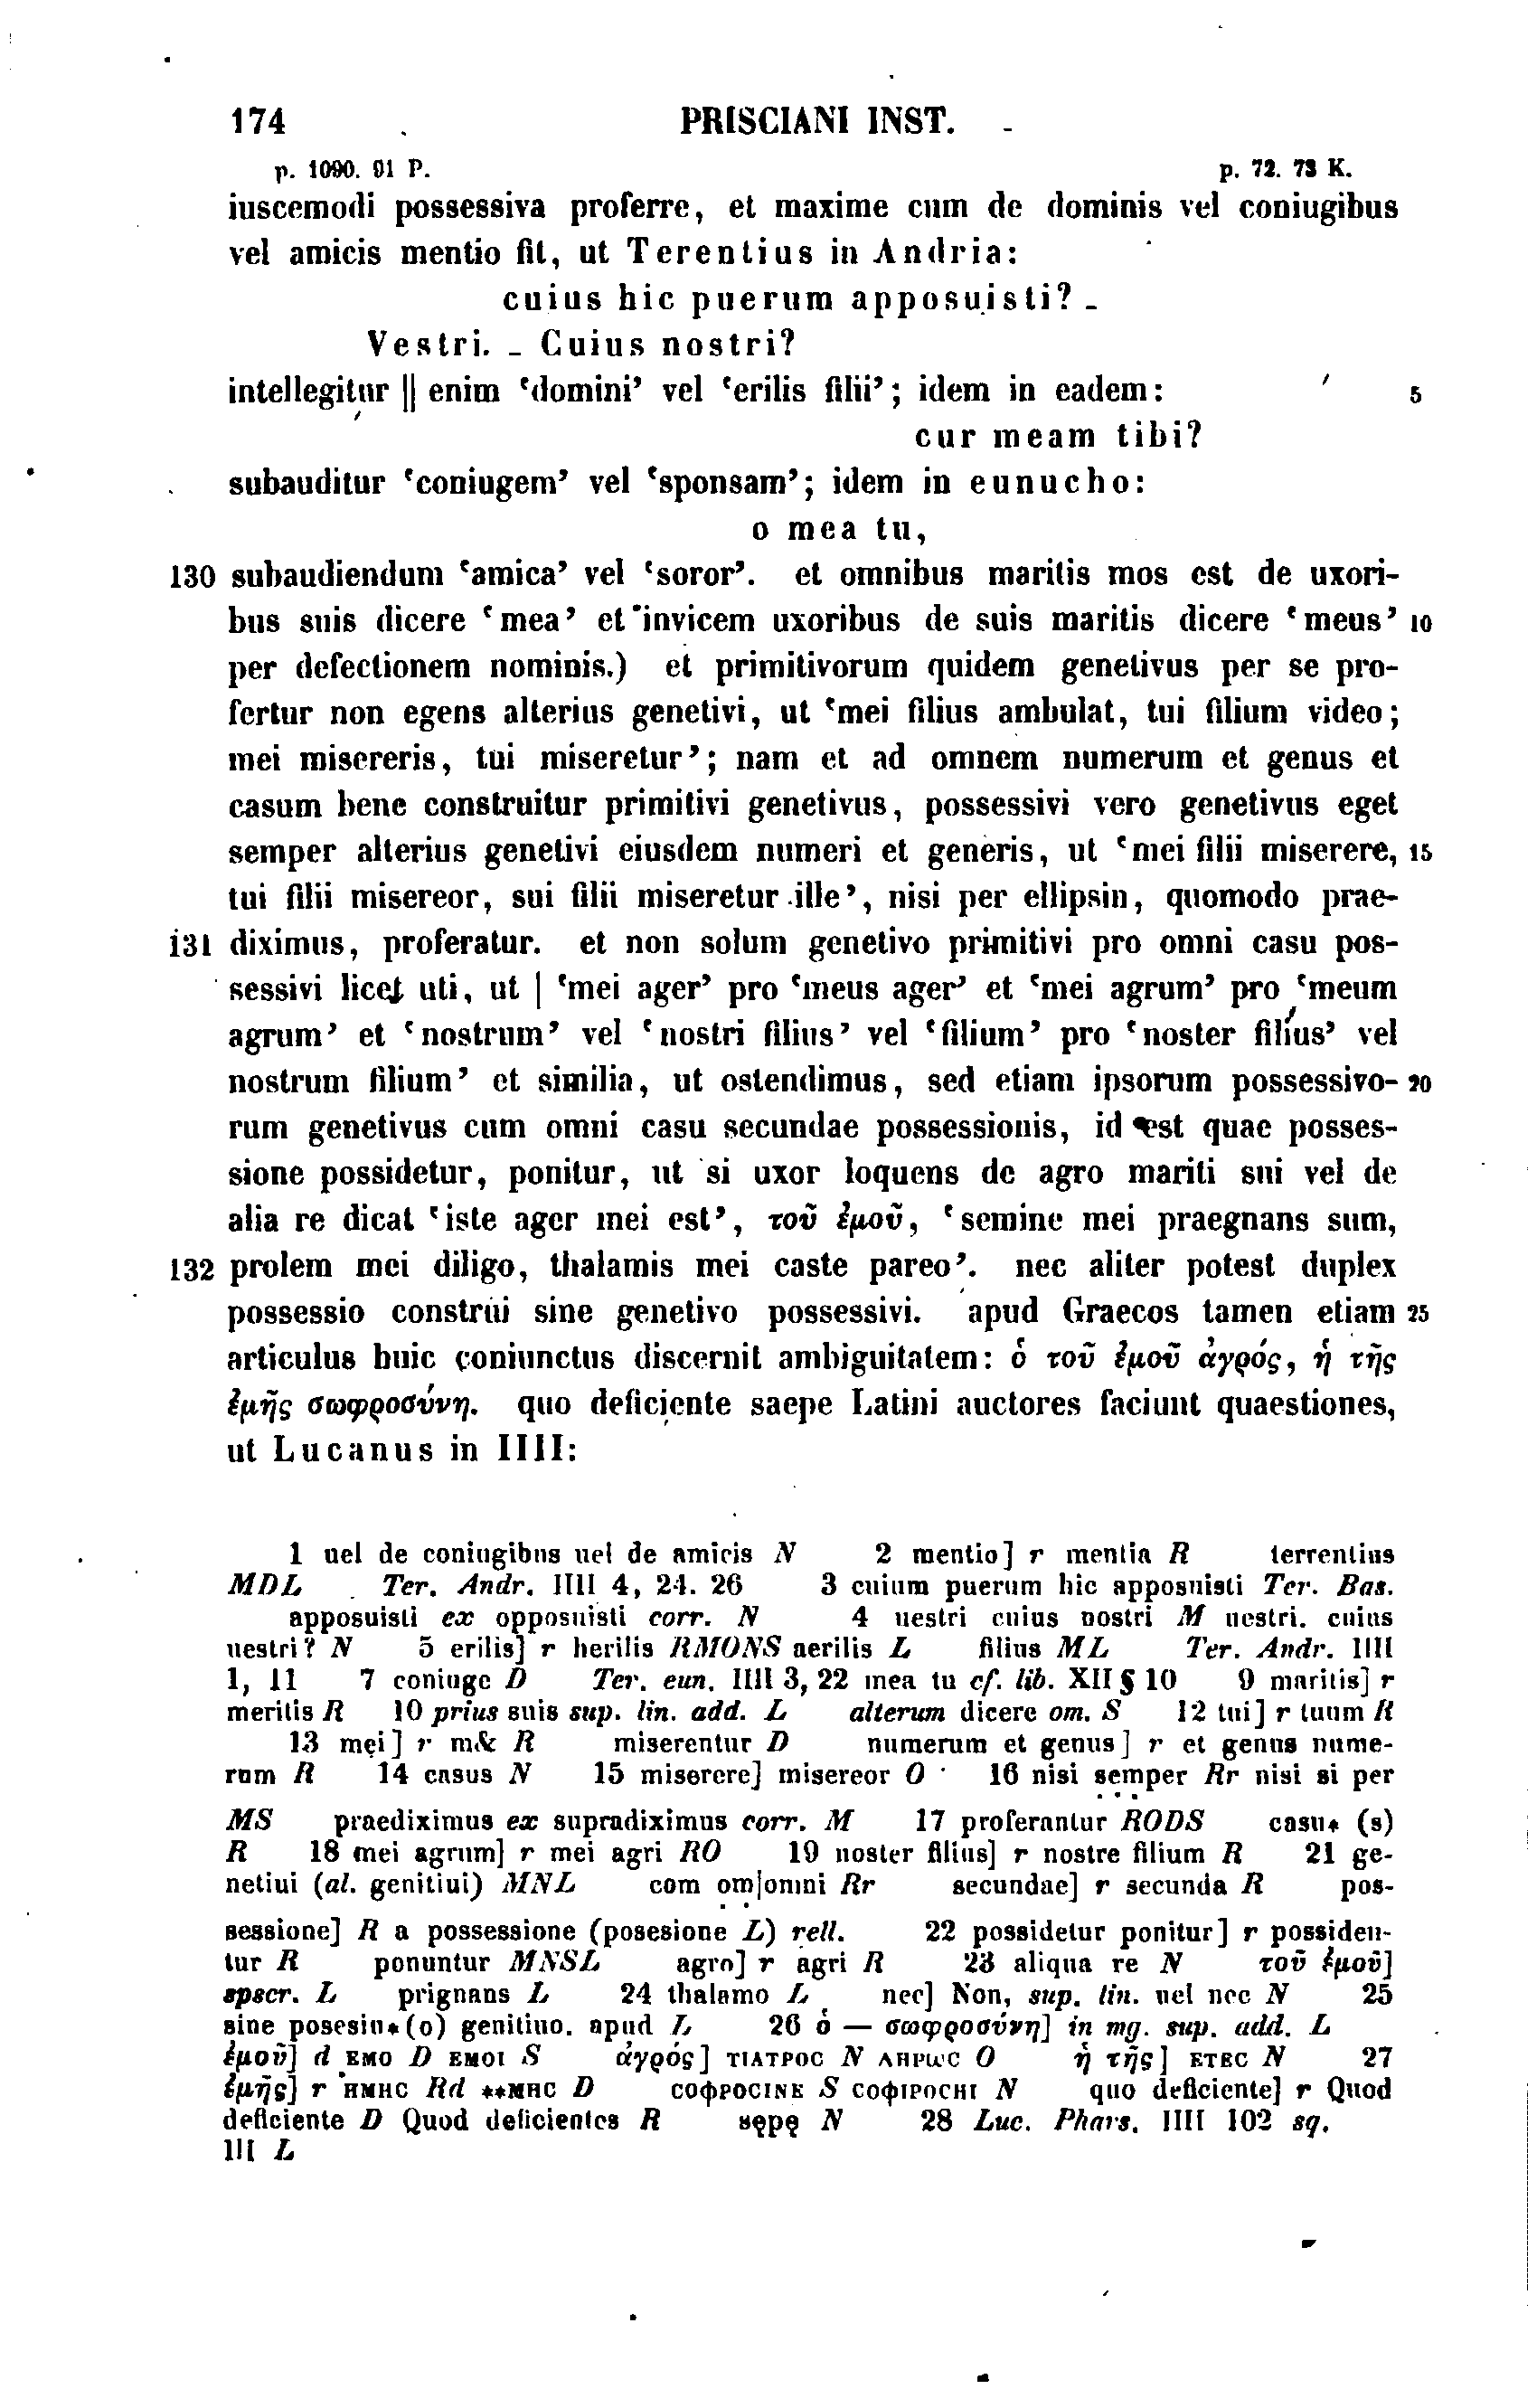 174 PRISCIANI INST.
p. 1090. 91 P. p. 72. 73 K.
iuscemodi possessiva proferre, et maxime cum de dominis vel coniugibus
vel amicis mentio fit, ut Terentius in Andria:
cuius hic puerum apposuisti? _
Vestri. _ Cuius nostri?
intellegitur || enim ‘domini’ vel ‘erilis filii’; idem in eadem: 5
cur meam tibi?
subauditur ‘coniugem’ vel ‘sponsam’; idem in eunucho:
o mea tu,
130 subaudiendum ‘amica’ vel ‘soror’. et omnibus maritis mos est de uxori-
bus suis dicere ‘mea’ et invicem uxoribus de suis maritis dicere ‘meus’ 10
per defectionem nominis.) et primitivorum quidem genetivus per se pro-
fertur non egens alterius genetivi, ut ‘mei filius ambulat, tui filium video;
mei misereris, tui miseretur’; nam et ad omnem numerum et genus et
casum bene construitur primitivi genetivus, possessivi vero genetivus eget
semper alterius genetivi eiusdem numeri et generis, ut ‘mei filii miserere, 15
tui filii misereor, sui filii miseretur ille’, nisi per ellipsin, quomodo prae-
131 diximus, proferatur. et non solum genetivo primitivi pro omni casu pos-
sessivi licet uti, ut | ‘mei ager’ pro ‘meus ager’ et ‘mei agrum’ pro ‘meum
agrum’ et ‘nostrum’ vel ‘nostri filius’ vel ‘filium’ pro ‘noster filius’ vel
nostrum filium’ et similia, ut ostendimus, sed etiam ipsorum possessivo- 20
rum genetivus cum omni casu secundae possessionis, id est quae posses-
sione possidetur, ponitur, ut si uxor loquens de agro mariti sui vel de
alia re dicat ‘iste ager mei est’, τοῦ ἐμοῦ, ‘semine mei praegnans sum,
132 prolem mei diligo, thalamis mei caste pareo’. nec aliter potest duplex
possessio construi sine genetivo possessivi. apud Graecos tamen etiam 25
articulus huic coniunctus discernit ambiguitatem: ὁ τοῦ ἐμοῦ ἀγρός, ἡ τῆς
ἐμῆς σωφροσύνη. quo deficiente saepe Latini auctores faciunt quaestiones,
ut Lucanus in IIII:
1 uel de coniugibus uel de amicis N 2 mentio] r mentia R terrentius
MDL Ter. Andr. IIII 4, 24. 26 3 cuium puerum hic apposuisti Ter. Bas.
apposuisti ex opposuisti corr. N 4 uestri cuius nostri M uestri. cuius
uestri? N 5 erilis] r herilis RMONS aerilis L filius ML Ter. Andr. IIII
1, 11 7 coniuge D Ter. eun. IIII 3, 22 mea tu cf. lib. XII § 10 9 maritis] r
meritis R 10 prius suis sup. lin. add. L alterum dicere om. S 12 tui] r tuum R
13 męi] r m& R miserentur D numerum et genus] r et genus nume-
rum R 14 casus N 15 miserere] misereor O 16 nisi semper Rr nisi si per
MS praediximus ex supradiximus corr. M 17 proferantur RODS casu* (s)
R 18 mei agrum] r mei agri RO 19 noster filius] r nostre filium R 21 ge-
netiui (al. genitiui) MNL com om|omni Rr secundae] r secunda R pos-
sessione] R a possessione (posesione L) rell. 22 possidetur ponitur] r possiden-
tur R ponuntur MNSL agro] r agri R 23 aliqua re N τοῦ ἐμοῦ]
spscr. L prignans L 24 thalamo L nec] Non, sup. lin. uel nec N 25
sine posesiu*(o) genitiuo. apud L 26 ὁ — σωφροσύνη] in mg. sup. add. L
ἐμοῦ] d ΕΜΟ D ΕΜΟΙ S ἀγρός] ΤΙΑΤΡΟC N ΛΗΡΩC O ἡ τῆς] ΕΤΕC N 27
ἐμῆς] r ΗΜΗC Rd **ΜΗC D CΟΦΡΟCΙΝΕ S CΟΦΙΡΟCΗΙ N quo deficiente] r Quod
deficiente D Quod deficientes R sępę N 28 Luc. Phars. IIII 102 sq.
III L